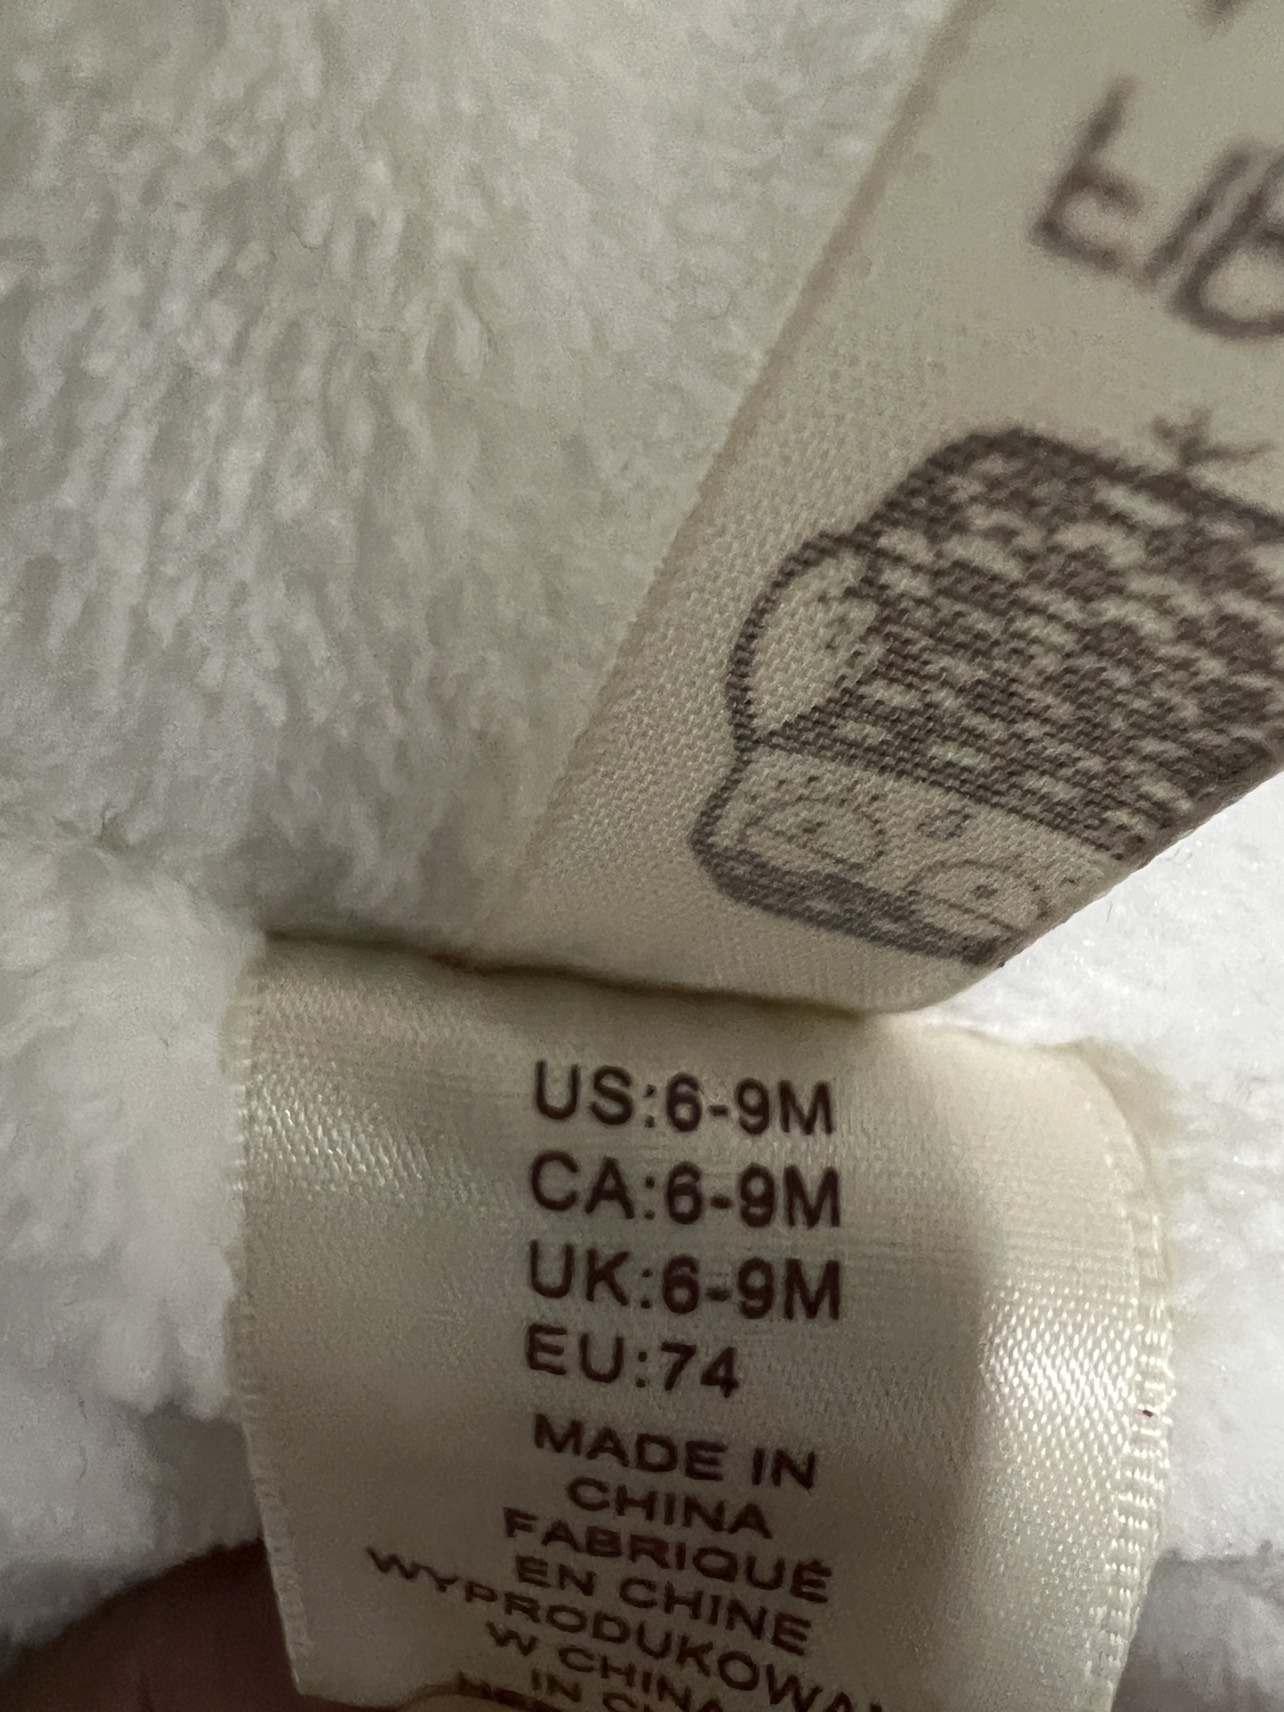 US:6-9M
CA:6-9M
UK:6-9M
EU:74
MADE IN
CHINA
FABRIQUÉ
EN CHINE
WYPRODUKOWA
W CHINA
IN